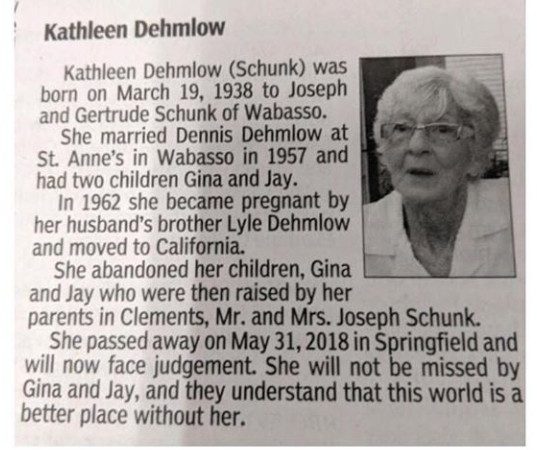 Kathleen Dehmlow
Kathleen Dehmlow (Schunk) was
born on March 19, 1938 to Joseph
and Gertrude Schunk of Wabasso.
She married Dennis Dehmlow at
St. Anne's in Wabasso in 1957 and
had two children Gina and Jay.
In 1962 she became pregnant by
her husband's brother Lyle Dehmlow
and moved to California.
She abandoned her children, Gina
and Jay who were then raised by her
parents in Clements, Mr. and Mrs. Joseph Schunk.
She passed away on May 31, 2018 in Springfield and
will now face judgement. She will not be missed by
Gina and Jay, and they understand that this world is a
better place without her.